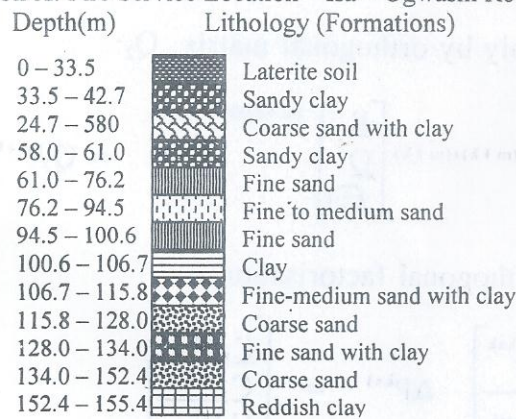 Depth(m) Lithology (Formations)
0 – 33.5 Laterite soil
33.5 – 42.7 Sandy clay
24.7 – 580 Coarse sand with clay
58.0 – 61.0 Sandy clay
61.0 – 76.2 Fine sand
76.2 – 94.5 Fine to medium sand
94.5 – 100.6 Fine sand
100.6 – 106.7 Clay
106.7 – 115.8 Fine-medium sand with clay
115.8 – 128.0 Coarse sand
128.0 – 134.0 Fine sand with clay
134.0 – 152.4 Coarse sand
152.4 – 155.4 Reddish clay